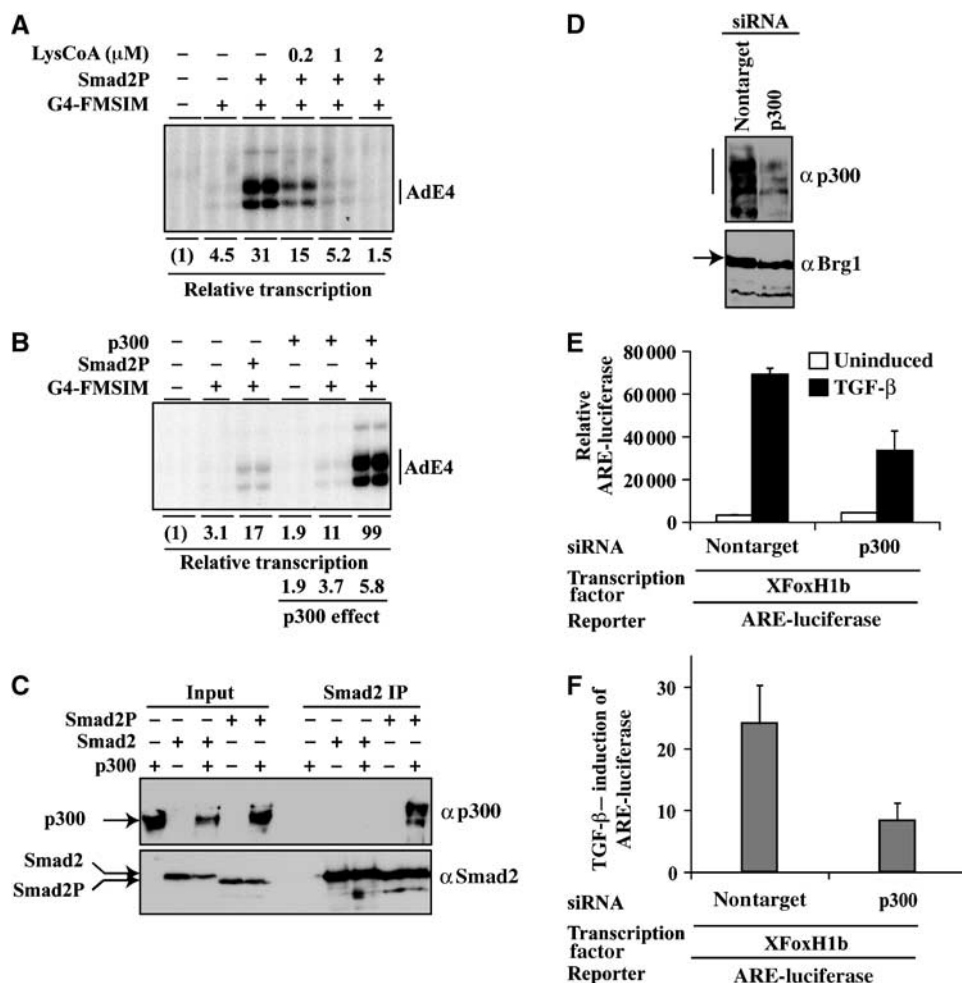 A
LysCoA (μM) – – – 0.2 1 2
Smad2P – – + + + +
G4-FMSIM – + + + + +
AdE4
(1) 4.5 31 15 5.2 1.5
Relative transcription
B
p300 – – – + + +
Smad2P – – + – – +
G4-FMSIM – + + – + +
AdE4
(1) 3.1 17 1.9 11 99
Relative transcription
1.9 3.7 5.8
p300 effect
C
Input Smad2 IP
Smad2P – – – + + – – – + +
Smad2 – + + – – – + + – –
p300 + – + – + + – + – +
p300
α p300
Smad2
Smad2P
α Smad2
D
siRNA
Nontarget
p300
α p300
α Brg1
E
Relative
ARE-luciferase
80 000
60 000
40 000
20 000
0
Uninduced
TGF-β
siRNA Nontarget p300
Transcription
factor XFoxH1b
Reporter ARE-luciferase
F
TGF-β– induction of
ARE-luciferase
30
20
10
0
siRNA Nontarget p300
Transcription
factor XFoxH1b
Reporter ARE-luciferase